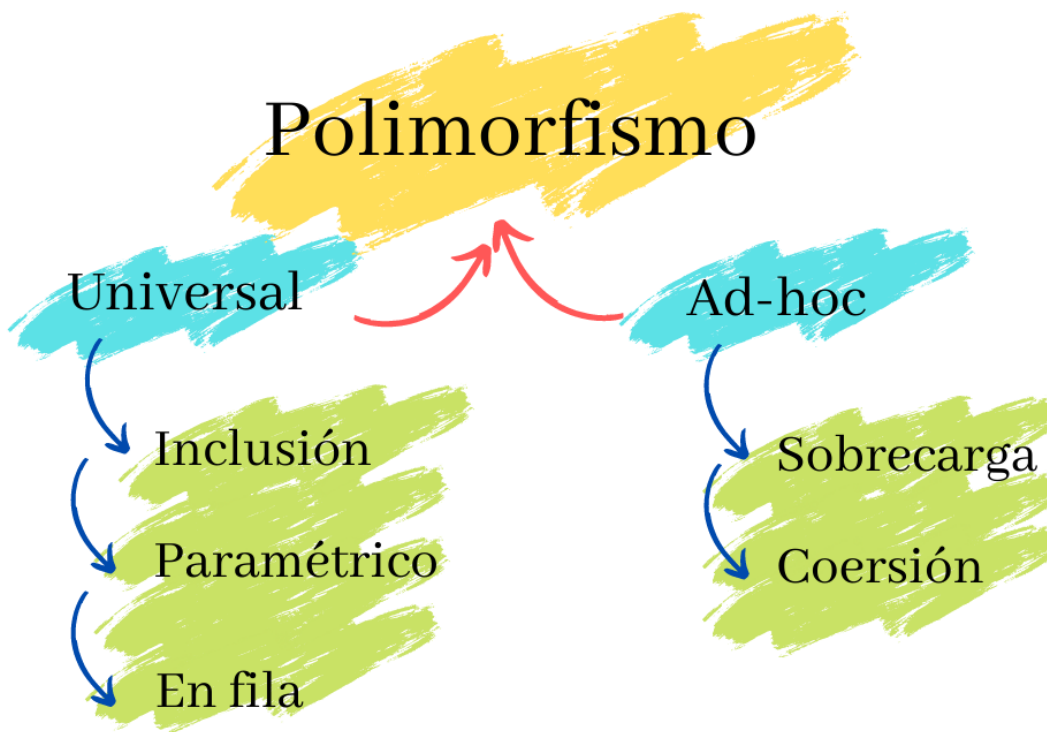 Polimorfismo
Universal
Ad-hoc
Inclusión
Sobrecarga
Paramétrico
Coersión
En fila